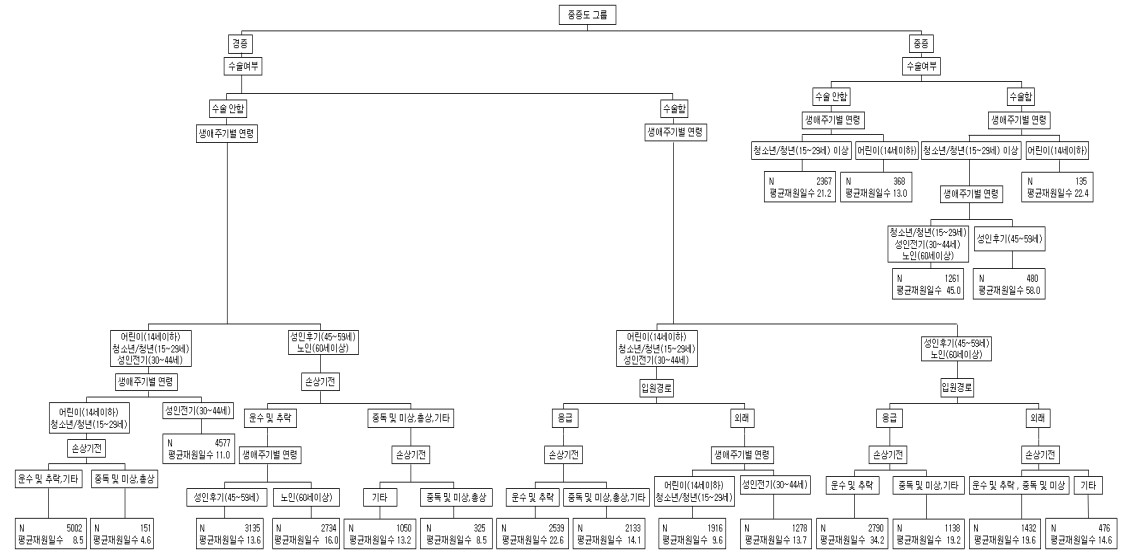 중증도 그룹
경증
중증
수술여부
수술여부
수술 안함
수술함
수술 안함
수술함
생애주기별 연령
생애주기별 연령
생애주기별 연령
생애주기별 연령
청소년/청년(15~29세) 이상
어린이(14세이하)
청소년/청년(15~29세) 이상
어린이(14세이하)
N 2367
평균재원일수 21.2
N 368
평균재원일수 13.0
N 135
평균재원일수 22.4
생애주기별 연령
청소년/청년(15~29세)
성인전기(30~44세)
노인(60세이상)
성인후기(45~59세)
N 1261
평균재원일수 45.0
N 480
평균재원일수 58.0
어린이(14세이하)
청소년/청년(15~29세)
성인전기(30~44세)
성인후기(45~59세)
노인(60세이상)
어린이(14세이하)
청소년/청년(15~29세)
성인전기(30~44세)
성인후기(45~59세)
노인(60세이상)
생애주기별 연령
손상기전
입원경로
입원경로
어린이(14세이하)
청소년/청년(15~29세)
성인전기(30~44세)
운수 및 추락
중독 및 미상,총상,기타
응급
외래
응급
외래
N 4577
평균재원일수 11.0
손상기전
생애주기별 연령
손상기전
손상기전
생애주기별 연령
손상기전
손상기전
운수 및 추락,기타
중독 및 미상,총상
성인후기(45~59세)
노인(60세이상)
기타
중독 및 미상,총상
운수 및 추락
중독 및 미상,총상,기타
어린이(14세이하)
청소년/청년(15~29세)
성인전기(30~44세)
운수 및 추락
중독 및 미상,기타
운수 및 추락 , 중독 및 미상
기타
N 5002
평균재원일수 8.5
N 151
평균재원일수 4.6
N 3135
평균재원일수 13.6
N 2734
평균재원일수 16.0
N 1050
평균재원일수 13.2
N 325
평균재원일수 8.5
N 2539
평균재원일수 22.6
N 2133
평균재원일수 14.1
N 1916
평균재원일수 9.6
N 1278
평균재원일수 13.7
N 2790
평균재원일수 34.2
N 1138
평균재원일수 19.2
N 1432
평균재원일수 19.6
N 476
평균재원일수 14.6